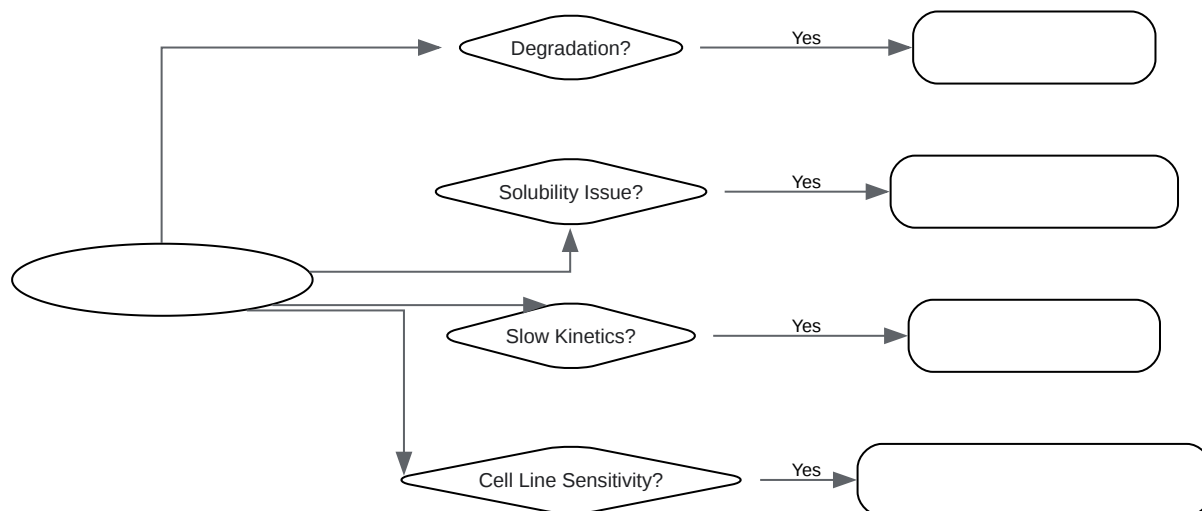 Degradation?
Yes
Solubility Issue?
Yes
Slow Kinetics?
Yes
Cell Line Sensitivity?
Yes